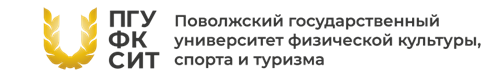 ПГУ
ФК
СИТ
Поволжский государственный
университет физической культуры,
спорта и туризма